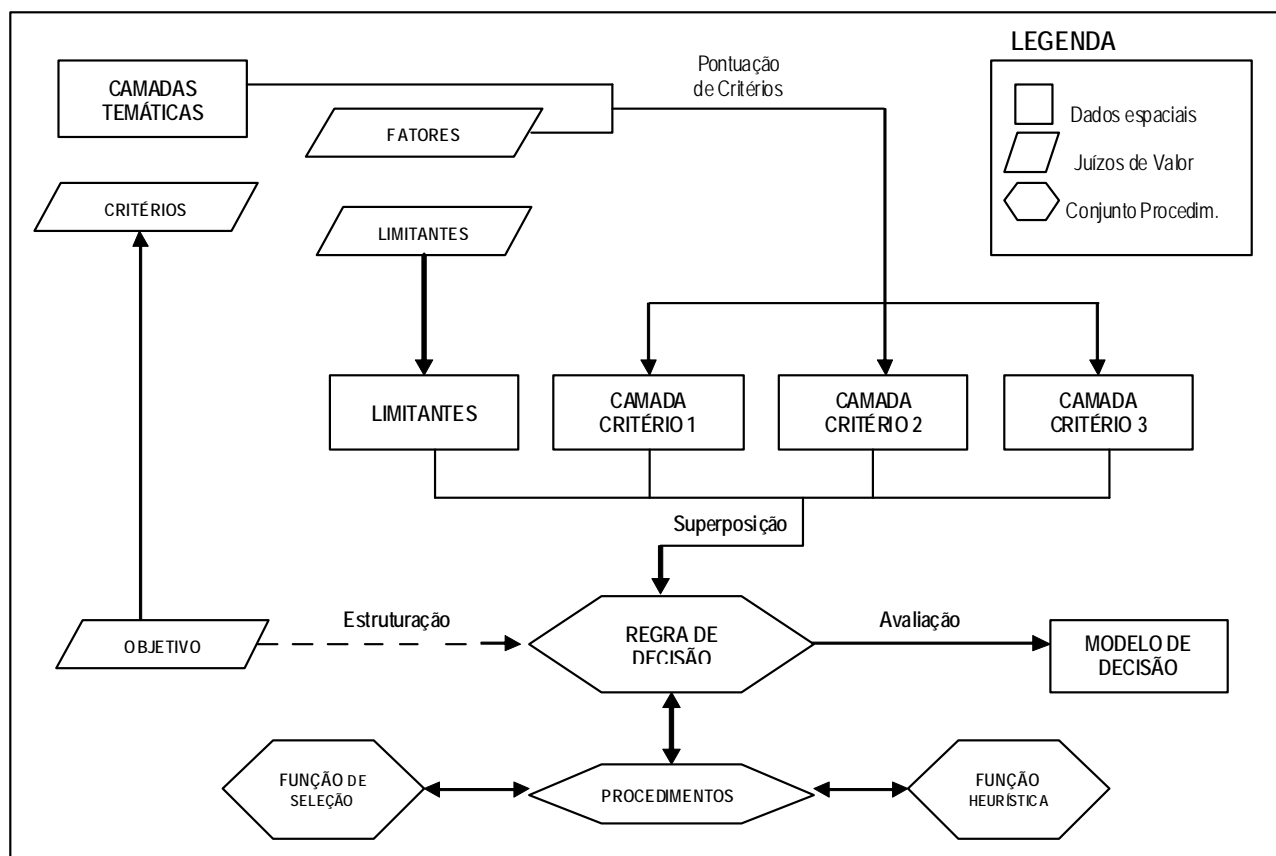 LEGENDA
CAMADAS
TEMÁTICAS
Pontuação
de Critérios
FATORES
Dados espaciais
Juízos de Valor
Conjunto Procedim.
CRITÉRIOS
LIMITANTES
LIMITANTES
CAMADA
CRITÉRIO 1
CAMADA
CRITÉRIO 2
CAMADA
CRITÉRIO 3
Superposição
OBJETIVO
Estruturação
REGRA DE
DECISÃO
Avaliação
MODELO DE
DECISÃO
FUNÇÃO DE
SELEÇÃO
PROCEDIMENTOS
FUNÇÃO
HEURÍSTICA